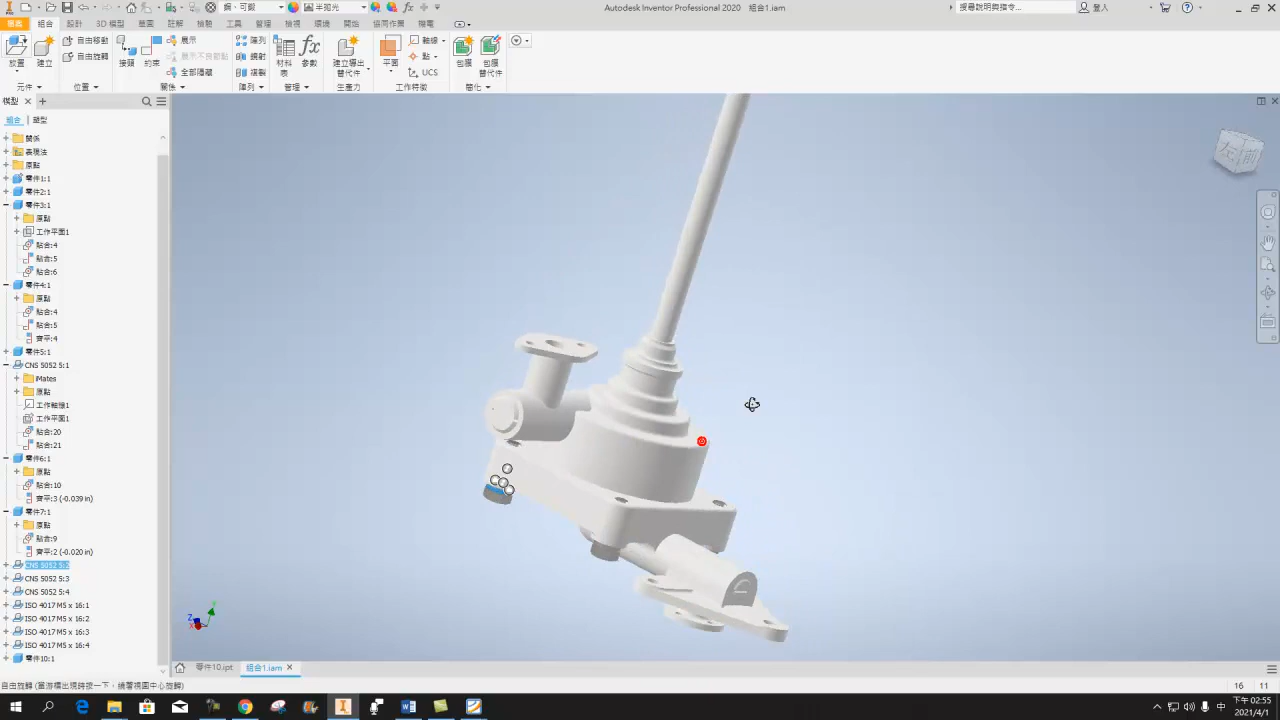 鋼、可鍛
半拋光
Autodesk Inventor Professional 2020 組合1.iam
搜尋說明與指令...
登入
檔案 組合 設計 3D 模型 草圖 註解 檢驗 工具 管理 檢視 環境 開始 協同作業 機電
自由移動 展示 陣列 軸線
放置 建立 自由旋轉 接頭 約束 展示不良觀點 鏡射 材料表 參數 建立導出替代件 平面 點 包覆 包覆替代件
全部隱藏 複製 UCS
元件 位置 關係 陣列 管理 生產力 工作特徵 簡化
模型
組合 模型
關係
表現法
原點
零件1:1
零件2:1
零件3:1
原點
工作平面1
貼合:4
貼合:5
貼合:6
零件4:1
原點
貼合:4
貼合:5
齊平:4
零件5:1
CNS 5052 5:1
iMates
原點
工作軸線1
工作平面1
貼合:20
貼合:21
零件6:1
原點
貼合:10
齊平:3 (-0.039 in)
零件7:1
原點
貼合:9
齊平:2 (-0.020 in)
CNS 5052 5:2
CNS 5052 5:3
CNS 5052 5:4
ISO 4017 M5 x 16:1
ISO 4017 M5 x 16:2
ISO 4017 M5 x 16:3
ISO 4017 M5 x 16:4
零件10:1
左 前
Y
Z
X
零件10.ipt 組合1.iam
16 11
中
下午 02:55
2021/4/1